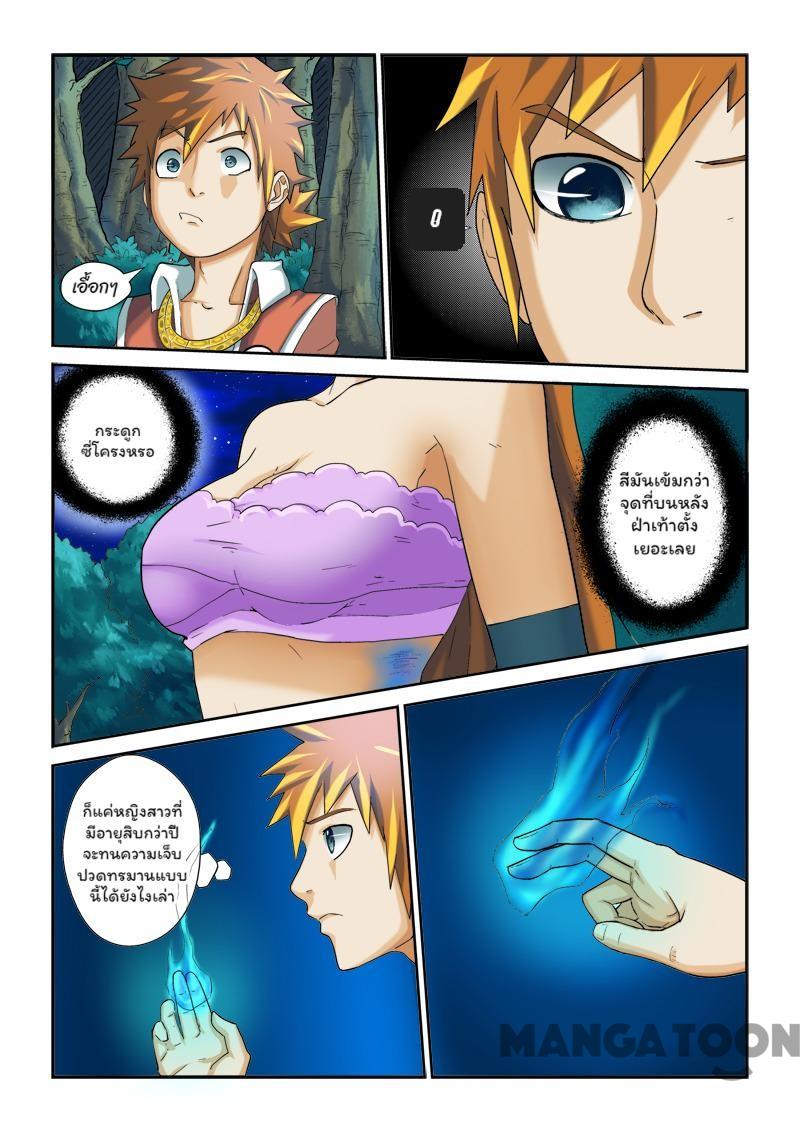 เอื้อกๆ
!
กระดูก
ซี่โครงหรอ
สีมันเข้มกว่า
จุดที่บนหลัง
ฝ่าเท้าตั้ง
เยอะเลย
ก็แค่หญิงสาวที่
มีอายุสิบกว่าปี
จะทนความเจ็บ
ปวดทรมานแบบ
นี้ได้ยังไงเล่า
MANGATOON